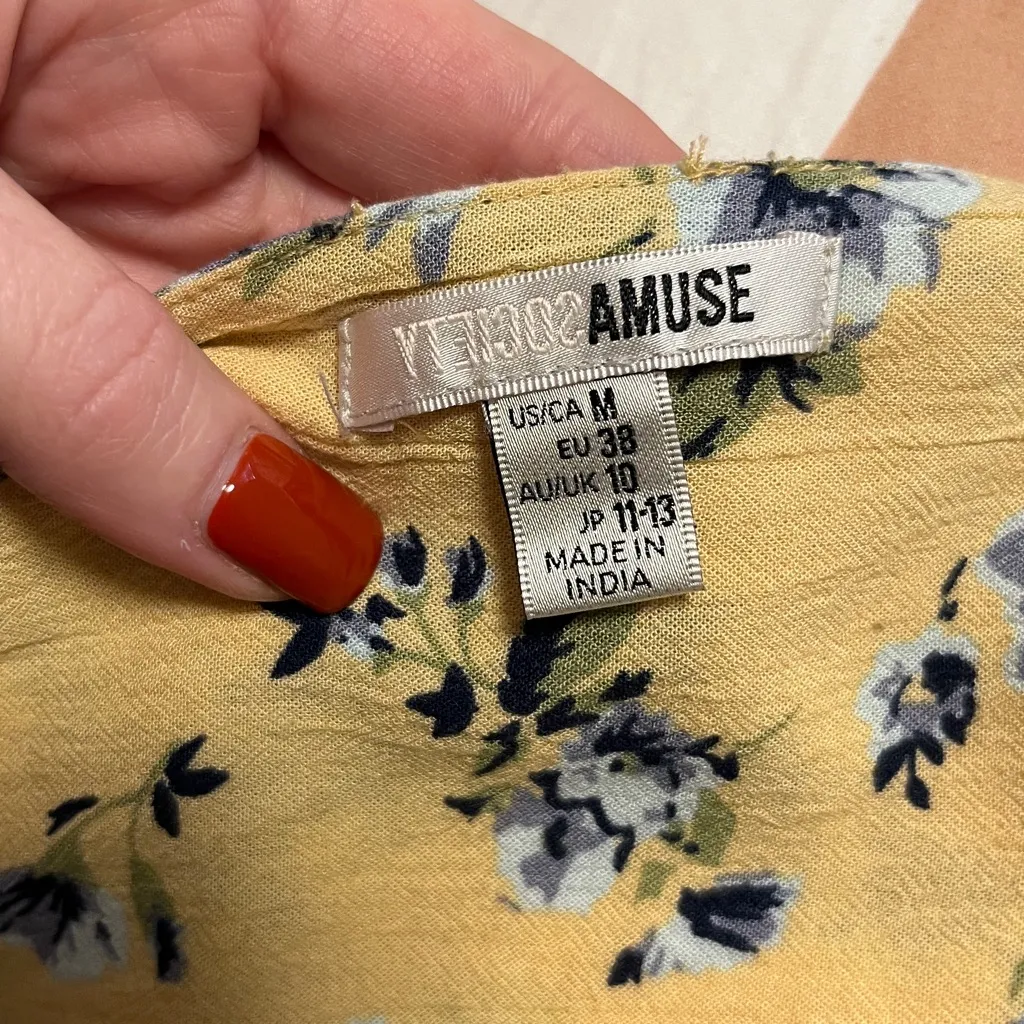 SOCIETY AMUSE
US/CA M
EU 38
AU/UK 10
JP 11-13
MADE IN
INDIA